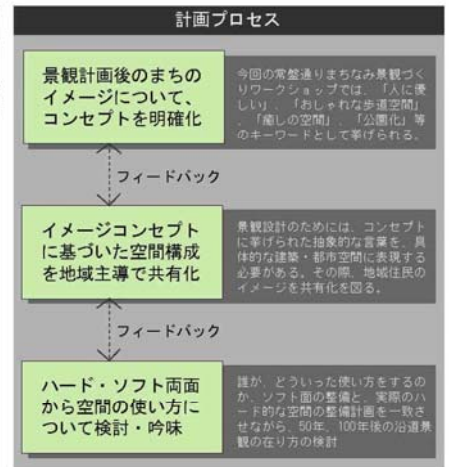 計画プロセス
景観計画後のまちの
イメージについて、
コンセプトを明確化
今回の常盤通りまちなみ景観づく
りワークショップでは、「人に優
しい」、「おしゃれな歩道空間」
、「癒しの空間」、「公園化」等
のキーワードとして挙げられる。
フィードバック
イメージコンセプト
に基づいた空間構成
を地域主導で共有化
景観設計のためには、コンセプト
に挙げられた抽象的な言葉を、具
体的な建築・都市空間に表現する
必要がある。その際、地域住民の
イメージを共有化を図る。
フィードバック
ハード・ソフト両面
から空間の使い方に
ついて検討・吟味
誰が、どういった使い方をするの
か、ソフト面の整備と、実際のハ
ード的な空間の整備計画を一致さ
せながら、50年、100年後の沿道景
観の在り方の検討